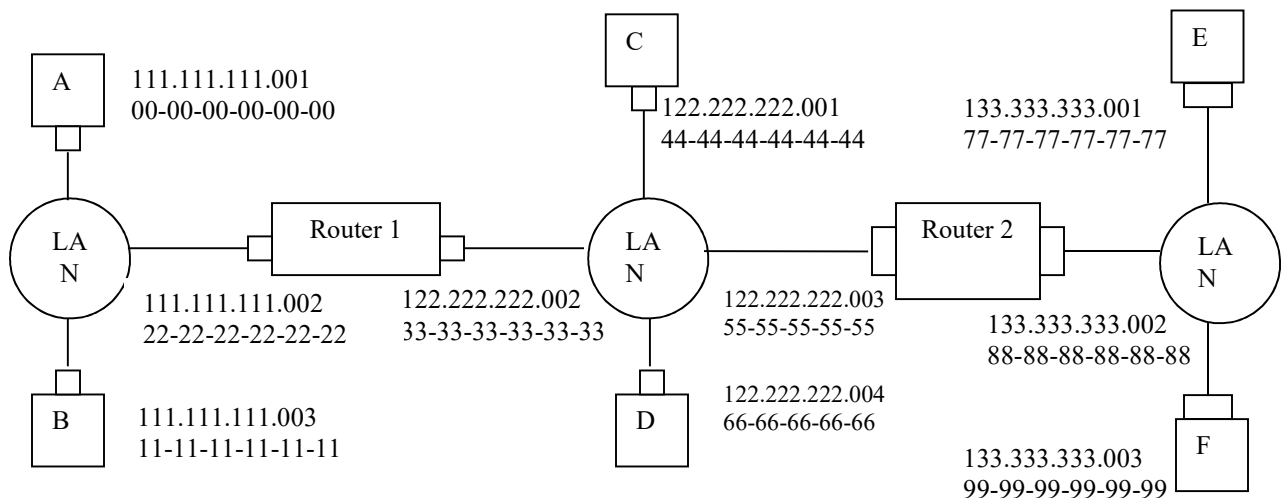 A
111.111.111.001
00-00-00-00-00-00
C
122.222.222.001
44-44-44-44-44-44
E
133.333.333.001
77-77-77-77-77-77
LA
N
Router 1
LA
N
Router 2
LA
N
111.111.111.002
22-22-22-22-22-22
122.222.222.002
33-33-33-33-33-33
122.222.222.003
55-55-55-55-55
133.333.333.002
88-88-88-88-88-88
B
111.111.111.003
11-11-11-11-11-11
D
122.222.222.004
66-66-66-66-66
F
133.333.333.003
99-99-99-99-99-99